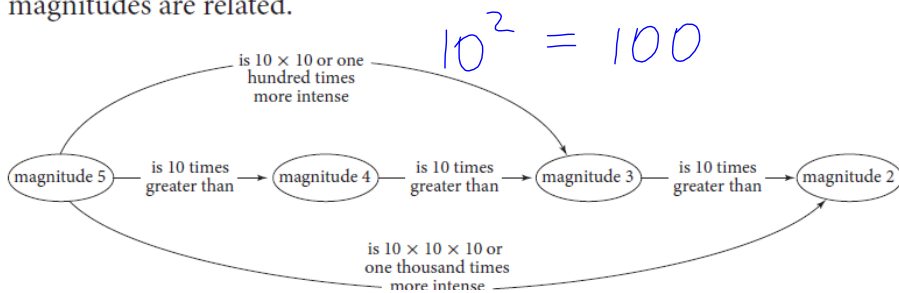 magnitudes are related.
10² = 100
is 10 × 10 or one
hundred times
more intense
magnitude 5
is 10 times
greater than
magnitude 4
is 10 times
greater than
magnitude 3
is 10 times
greater than
magnitude 2
is 10 × 10 × 10 or
one thousand times
more intense